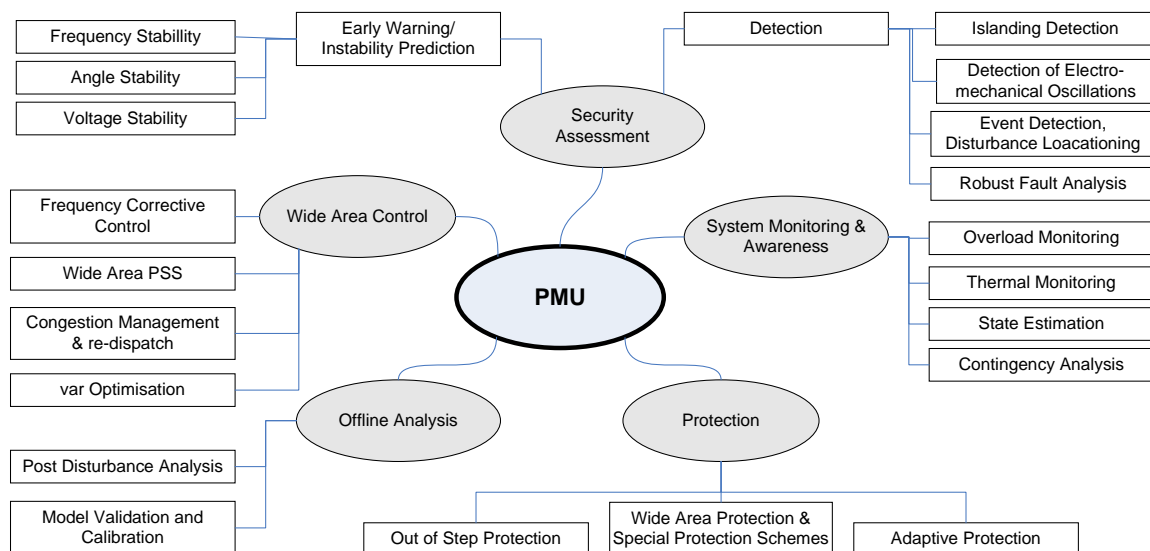 Frequency Stabillity
Angle Stability
Voltage Stability
Early Warning/
Instability Prediction
Detection
Islanding Detection
Detection of Electro-
mechanical Oscillations
Event Detection,
Disturbance Loacationing
Robust Fault Analysis
Security
Assessment
Frequency Corrective
Control
Wide Area PSS
Congestion Management
& re-dispatch
var Optimisation
Wide Area Control
System Monitoring &
Awareness
Overload Monitoring
Thermal Monitoring
State Estimation
Contingency Analysis
PMU
Offline Analysis
Protection
Post Disturbance Analysis
Model Validation and
Calibration
Out of Step Protection
Wide Area Protection &
Special Protection Schemes
Adaptive Protection